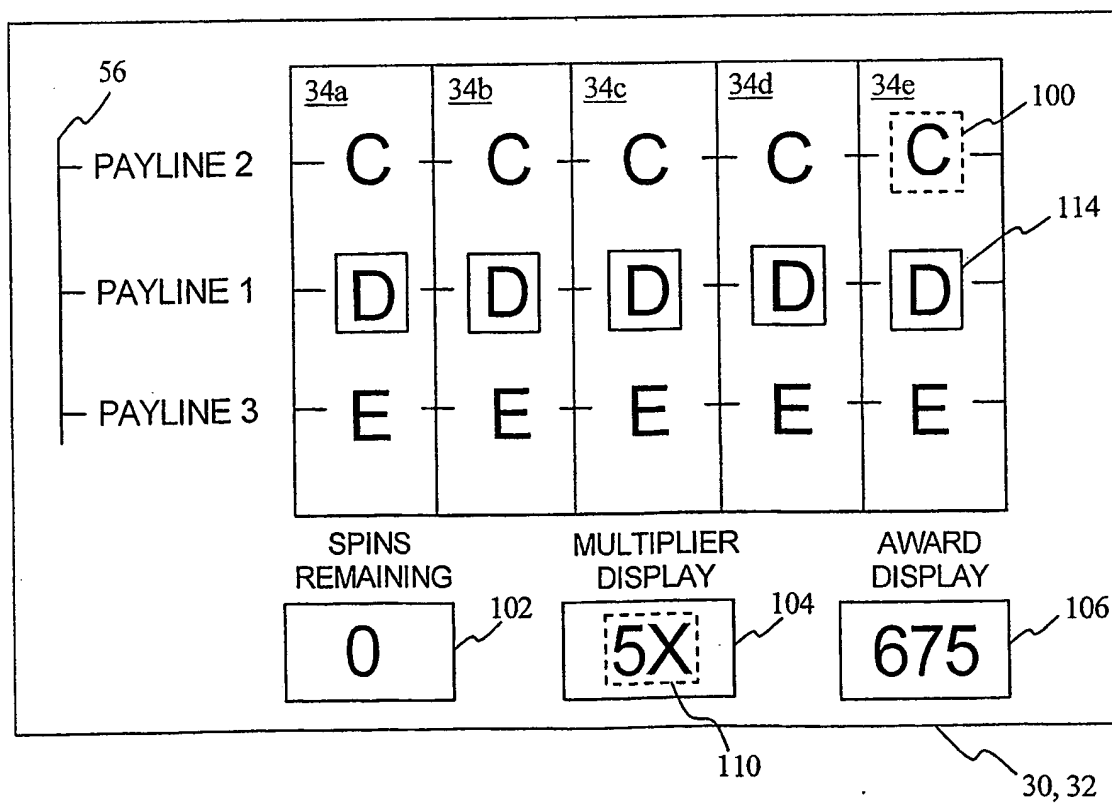 56
34a 34b 34c 34d 34e
100
PAYLINE 2 C C C C C
114
PAYLINE 1 D D D D D
PAYLINE 3 E E E E E
SPINS REMAINING
MULTIPLIER DISPLAY
AWARD DISPLAY
0 102 5X 104 675 106
110
30, 32